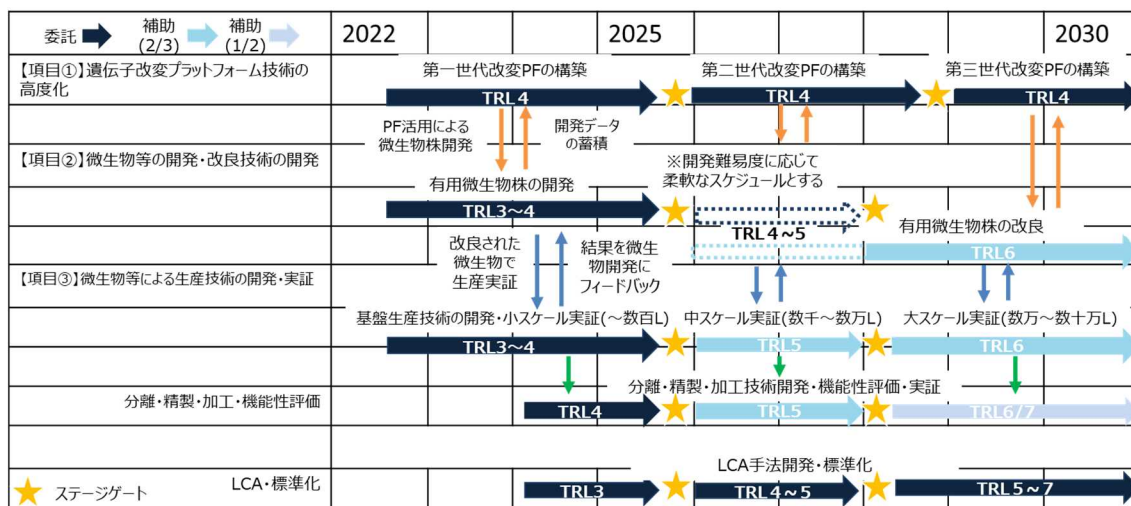 委託
補助
(2/3)
補助
(1/2)
2022
2025
2030
【項目①】遺伝子改変プラットフォーム技術の
高度化
第一世代改変PFの構築
第二世代改変PFの構築
第三世代改変PFの構築
TRL4
TRL4
TRL4
PF活用による
微生物株開発
開発データ
の蓄積
【項目②】微生物等の開発・改良技術の開発
※開発難易度に応じて
柔軟なスケジュールとする
有用微生物株の開発
TRL3～4
TRL4~5
有用微生物株の改良
TRL6
改良された
微生物で
生産実証
結果を微生
物開発に
フィードバック
【項目③】微生物等による生産技術の開発・実証
基盤生産技術の開発・小スケール実証(～数百L)
中スケール実証(数千～数万L)
大スケール実証(数万～数十万L)
TRL3～4
TRL5
TRL6
分離・精製・加工技術開発・機能性評価・実証
分離・精製・加工・機能性評価
TRL4
TRL5
TRL6/7
LCA手法開発・標準化
ステージゲート
LCA・標準化
TRL3
TRL4~5
TRL5～7